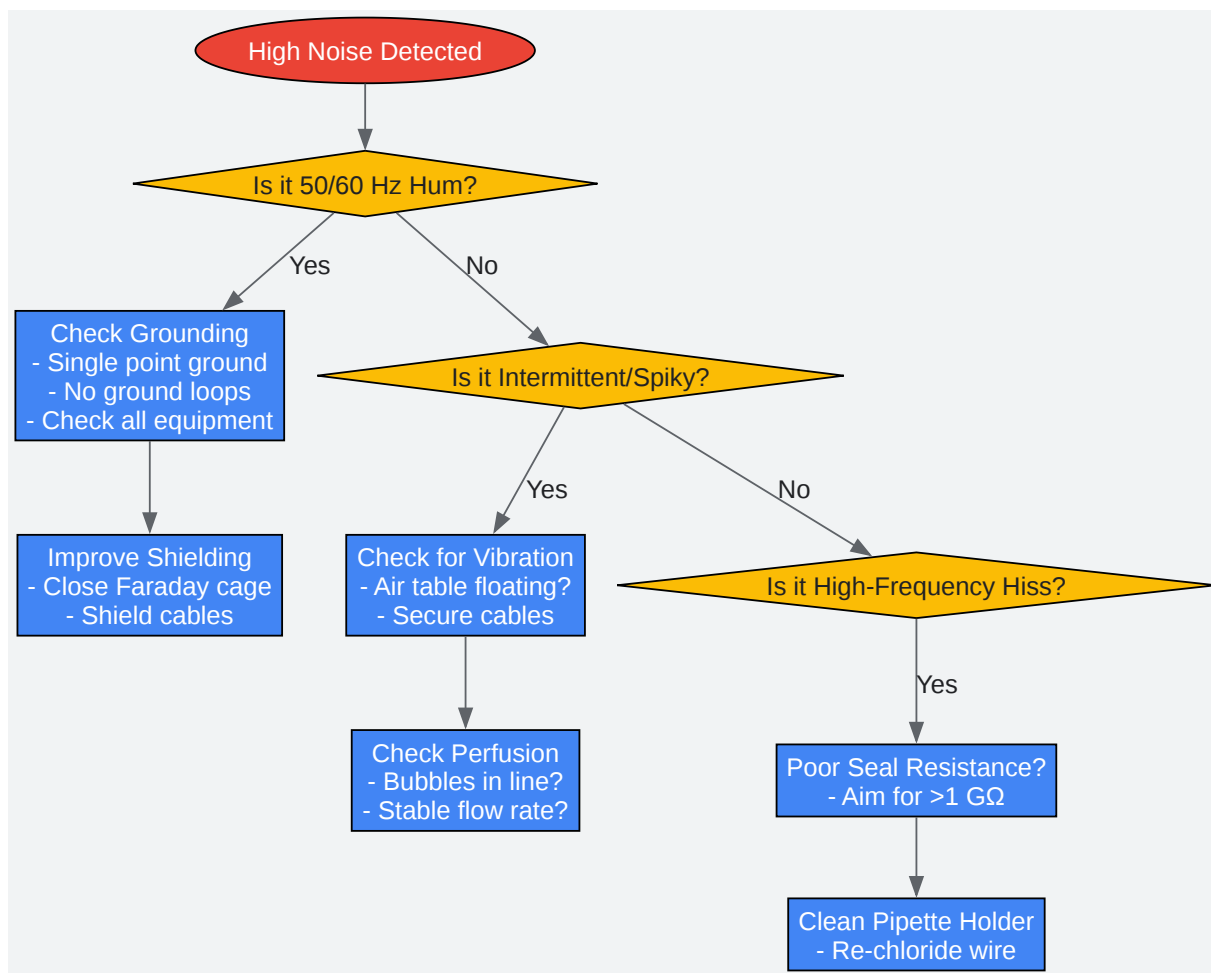 High Noise Detected
Is it 50/60 Hz Hum?
Yes
No
Check Grounding
- Single point ground
- No ground loops
- Check all equipment
Is it Intermittent/Spiky?
Yes
No
Improve Shielding
- Close Faraday cage
- Shield cables
Check for Vibration
- Air table floating?
- Secure cables
Is it High-Frequency Hiss?
Yes
Check Perfusion
- Bubbles in line?
- Stable flow rate?
Poor Seal Resistance?
- Aim for >1 GΩ
Clean Pipette Holder
- Re-chloride wire